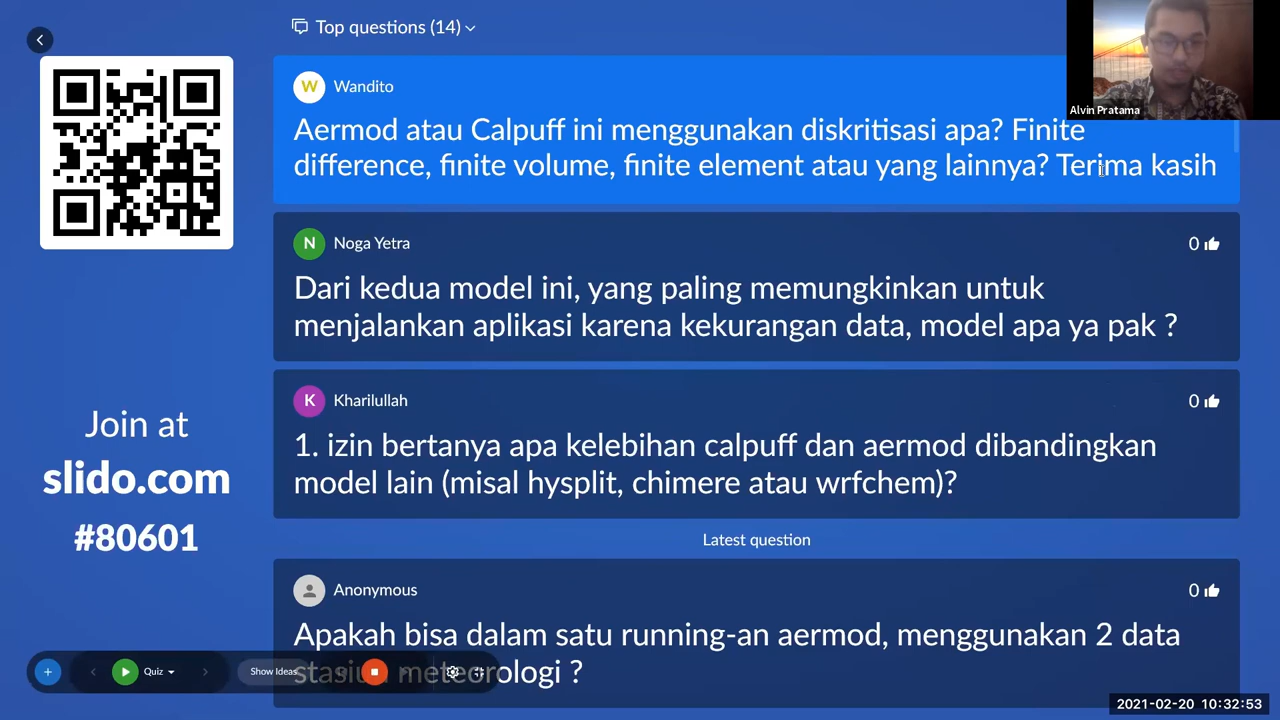 Top questions (14)
Alvin Pratama
W Wandito
Aermod atau Calpuff ini menggunakan diskritisasi apa? Finite
difference, finite volume, finite element atau yang lainnya? Terima kasih
N Noga Yetra 0
Dari kedua model ini, yang paling memungkinkan untuk
menjalankan aplikasi karena kekurangan data, model apa ya pak ?
K Kharilullah 0
1. izin bertanya apa kelebihan calpuff dan aermod dibandingkan
model lain (misal hysplit, chimere atau wrfchem)?
Join at
slido.com
#80601
Latest question
Anonymous 0
Apakah bisa dalam satu running-an aermod, menggunakan 2 data
stasiun meteorologi ?
Quiz
Show Ideas
2021-02-20 10:32:53